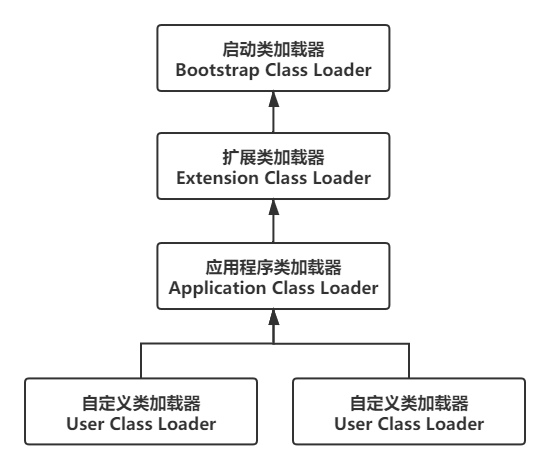 启动类加载器
Bootstrap Class Loader
扩展类加载器
Extension Class Loader
应用程序类加载器
Application Class Loader
自定义类加载器
User Class Loader
自定义类加载器
User Class Loader